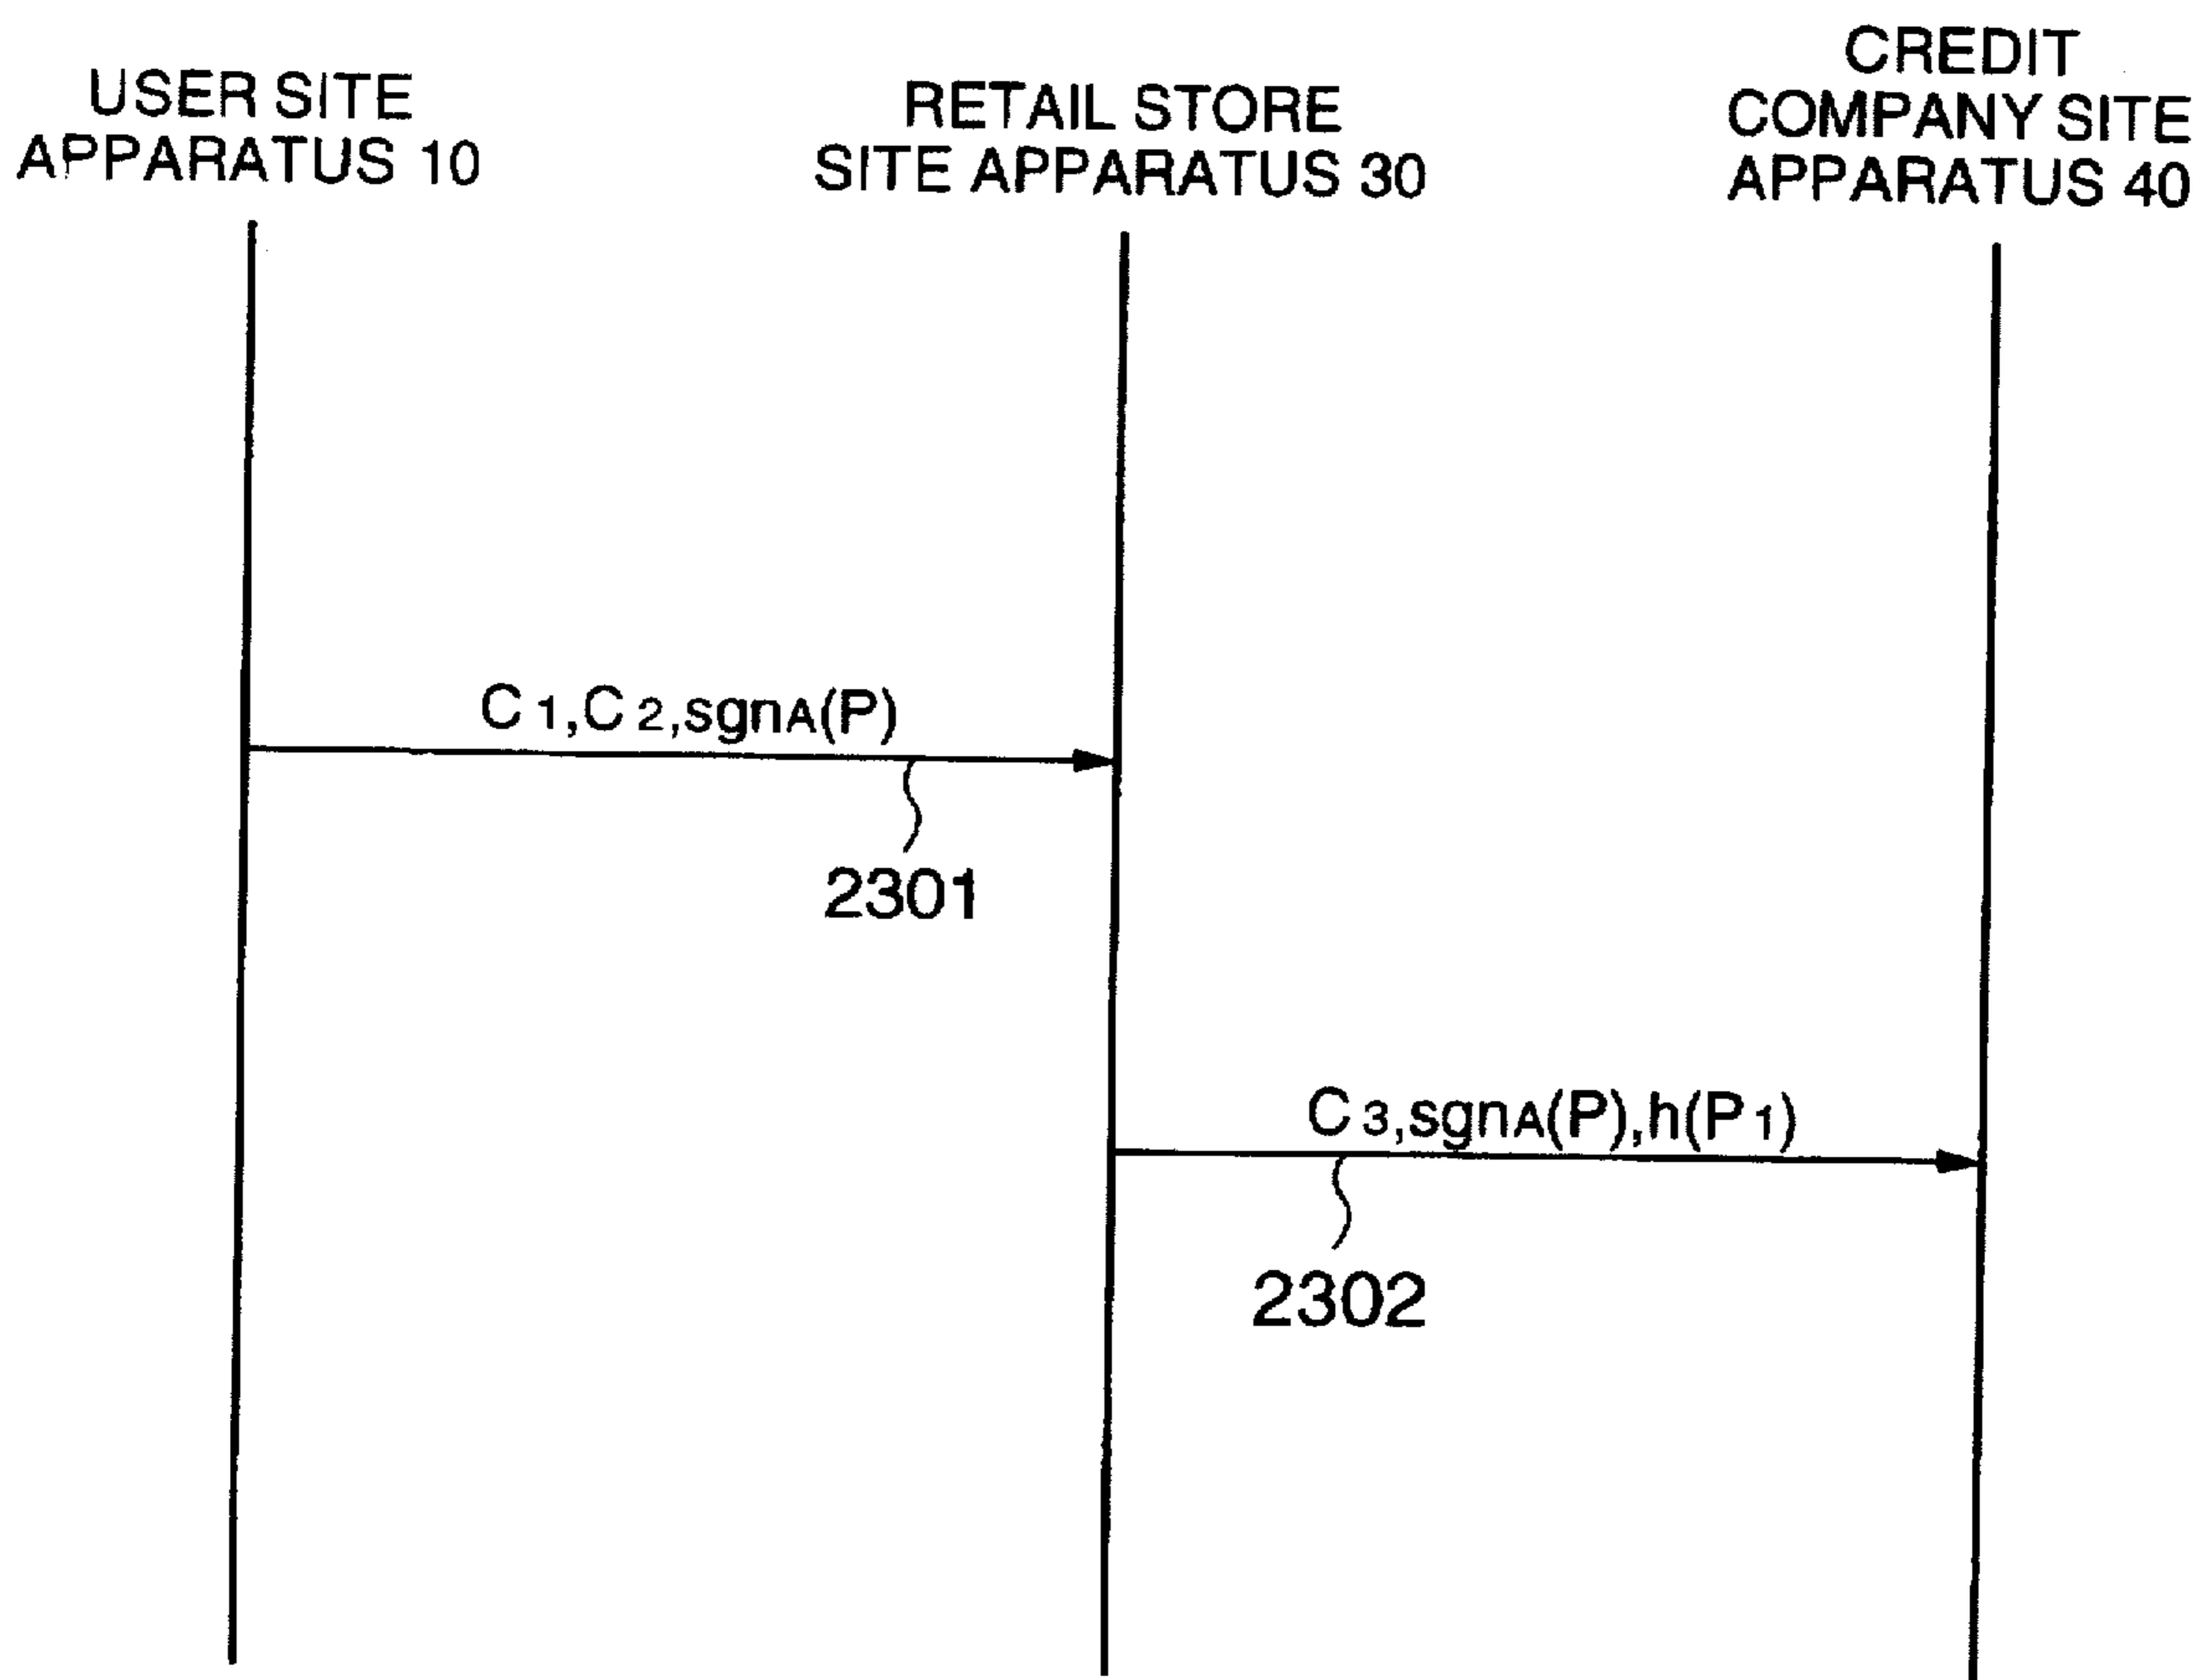 USER SITE
APPARATUS 10
RETAIL STORE
SITE APPARATUS 30
CREDIT
COMPANY SITE
APPARATUS 40
C1,C2,sgnA(P)
2301
C3,sgnA(P),h(P1)
2302